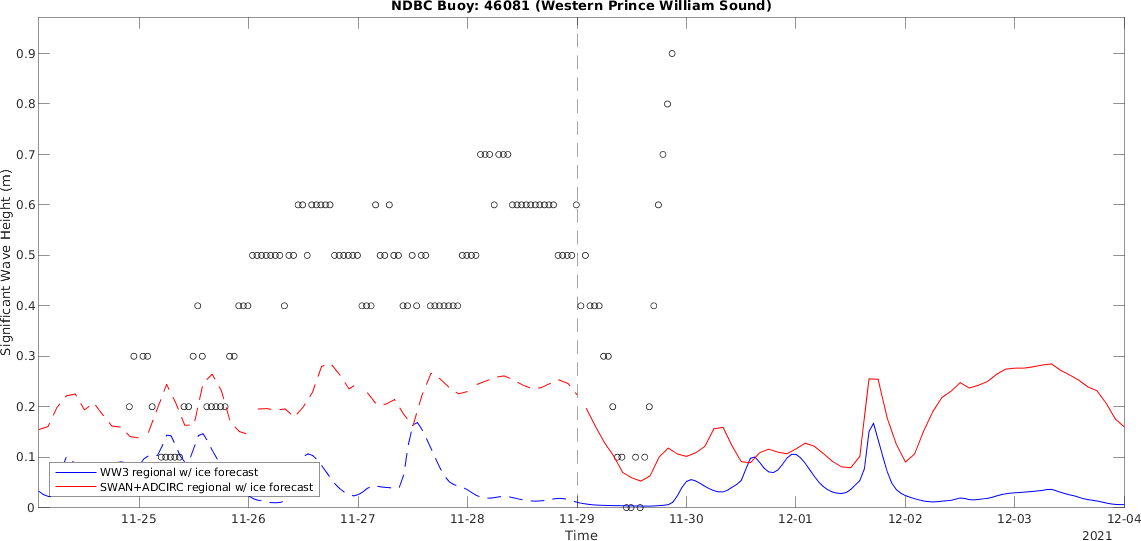 NDBC Buoy: 46081 (Western Prince William Sound)
Significant Wave Height (m)
0.9
0.8
0.7
0.6
0.5
0.4
0.3
0.2
0.1
0
WW3 regional w/ ice forecast
SWAN+ADCIRC regional w/ ice forecast
11-25 11-26 11-27 11-28 11-29 11-30 12-01 12-02 12-03 12-04
Time
2021